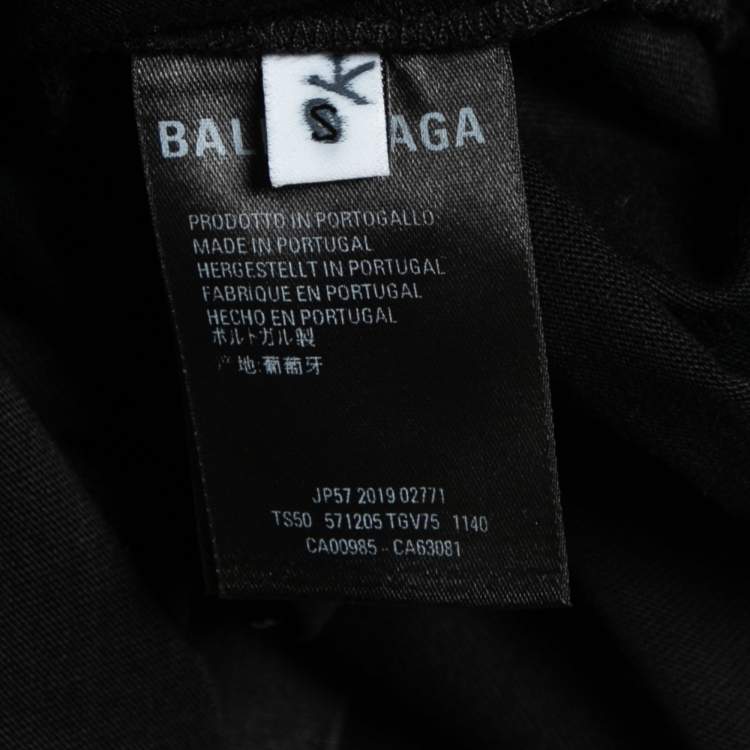 S
BAL AGA
PRODOTTO IN PORTOGALLO
MADE IN PORTUGAL
HERGESTELLT IN PORTUGAL
FABRIQUE EN PORTUGAL
HECHO EN PORTUGAL
ポルトガル製
产地:葡萄牙
JP57 2019 02771
TS50 571205 TGV75 1140
CA00985 - CA63081